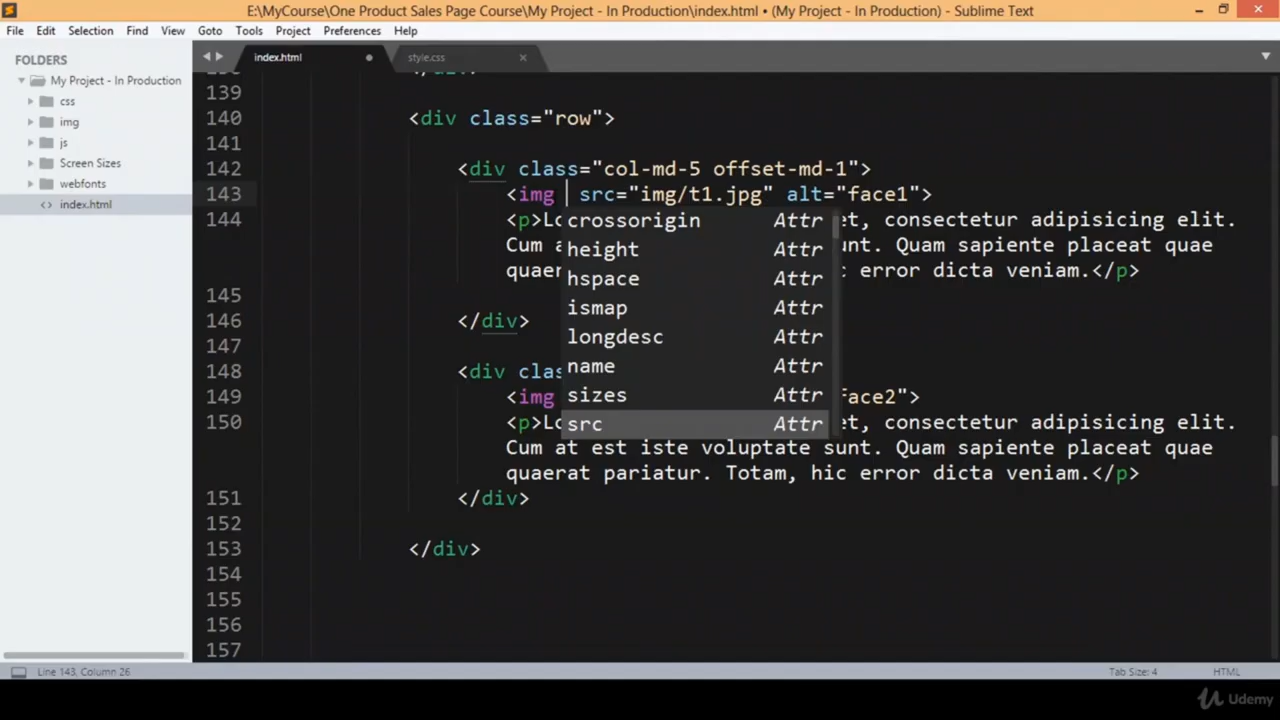 E:\MyCourse\One Product Sales Page Course\My Project - In Production\index.html • (My Project - In Production) - Sublime Text
File Edit Selection Find View Goto Tools Project Preferences Help
FOLDERS
My Project - In Production
css
img
js
Screen Sizes
webfonts
<> index.html
index.html
style.css
139
140 <div class="row">
141
142 <div class="col-md-5 offset-md-1">
143 <img src="img/t1.jpg" alt="face1">
144 <p>Lo et, consectetur adipisicing elit.
Cum a unt. Quam sapiente placeat quae
quaer error dicta veniam.</p>
145
146 </div>
147
148 <div clas
149 <img face2">
150 <p>Lo et, consectetur adipisicing elit.
Cum at est iste voluptate sunt. Quam sapiente placeat quae
quaerat pariatur. Totam, hic error dicta veniam.</p>
151 </div>
152
153 </div>
154
155
156
157
crossorigin Attr
height Attr
hspace Attr
ismap Attr
longdesc Attr
name Attr
sizes Attr
src Attr
Line 143, Column 26
Tab Size: 4
HTML
Udemy